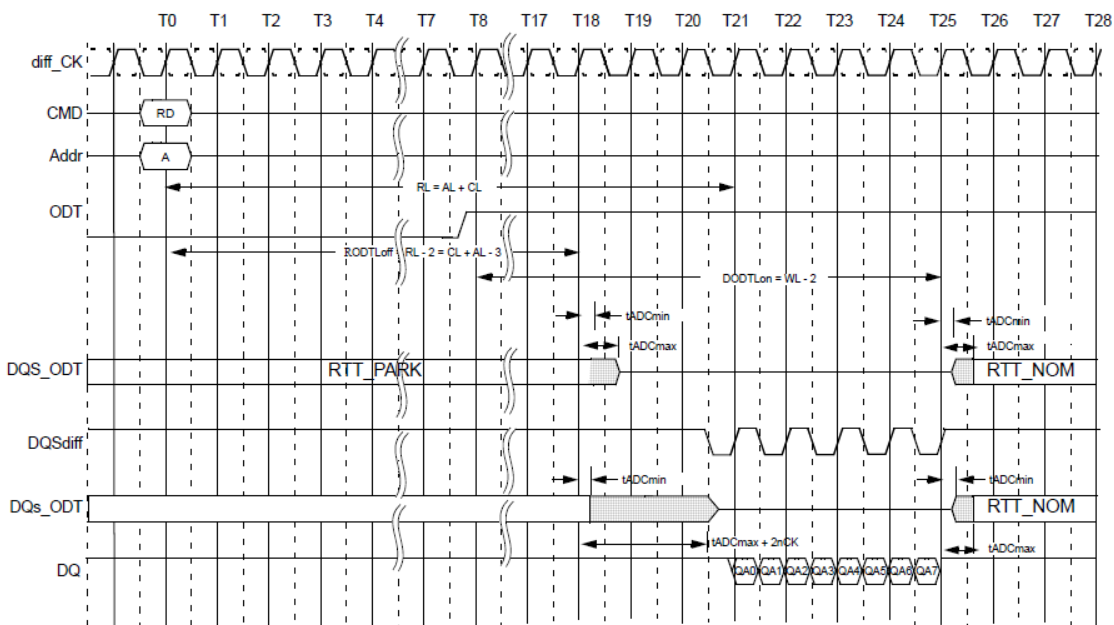 T0 T1 T2 T3 T4 T7 T8 T17 T18 T19 T20 T21 T22 T23 T24 T25 T26 T27 T28
diff_CK
CMD RD
Addr A
RL = AL + CL
ODT
RODTLoff RL - 2 = CL + AL - 3
DODTLon = WL - 2
tADCmin tADCmin
tADCmax tADCmax
DQS_ODT RTT_PARK RTT_NOM
DQSdiff
tADCmin tADCmin
DQs_ODT RTT_NOM
tADCmax + 2nCK tADCmax
DQ QA0 QA1 QA2 QA3 QA4 QA5 QA6 QA7